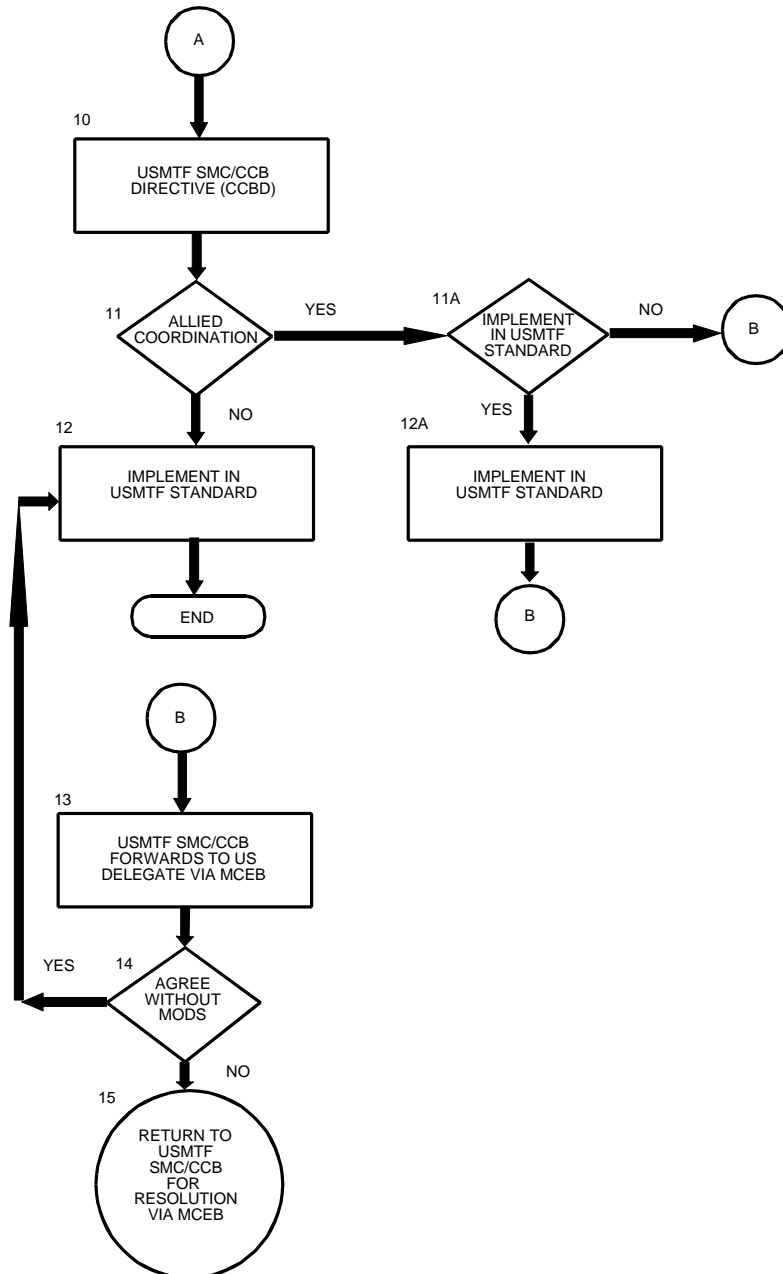 A
10
USMTF SMC/CCB
DIRECTIVE (CCBD)
11
ALLIED
COORDINATION
YES
11A
IMPLEMENT
IN USMTF
STANDARD
NO
B
NO
YES
12
IMPLEMENT IN
USMTF STANDARD
12A
IMPLEMENT IN
USMTF STANDARD
END
B
B
13
USMTF SMC/CCB
FORWARDS TO US
DELEGATE VIA MCEB
YES
14
AGREE
WITHOUT
MODS
NO
15
RETURN TO
USMTF
SMC/CCB
FOR
RESOLUTION
VIA MCEB